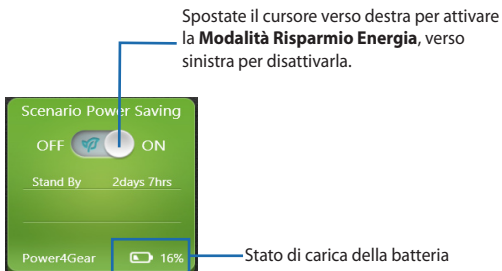 Spostate il cursore verso destra per attivare
la Modalità Risparmio Energia, verso
sinistra per disattivarla.
Scenario Power Saving
OFF ON
Stand By 2days 7hrs
Power4Gear 16%
Stato di carica della batteria